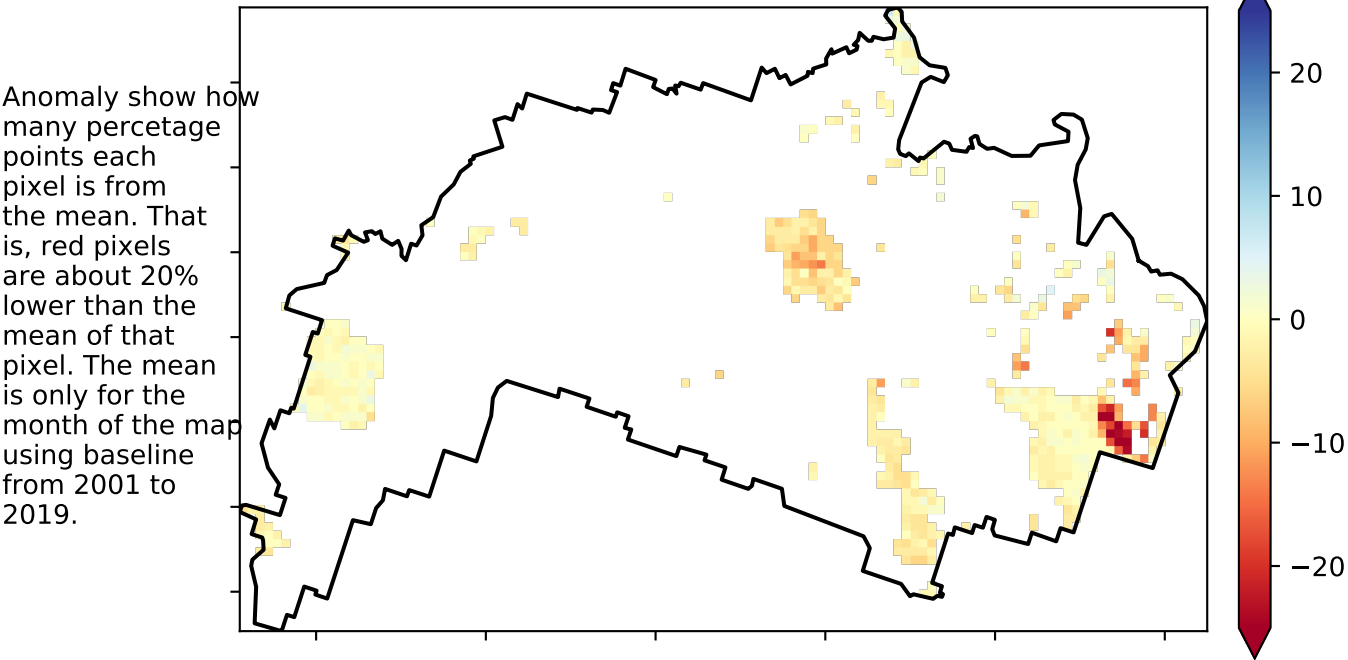 Anomaly show how
many percetage
points each
pixel is from
the mean. That
is, red pixels
are about 20%
lower than the
mean of that
pixel. The mean
is only for the
month of the map
using baseline
from 2001 to
2019.
20
10
0
−10
−20